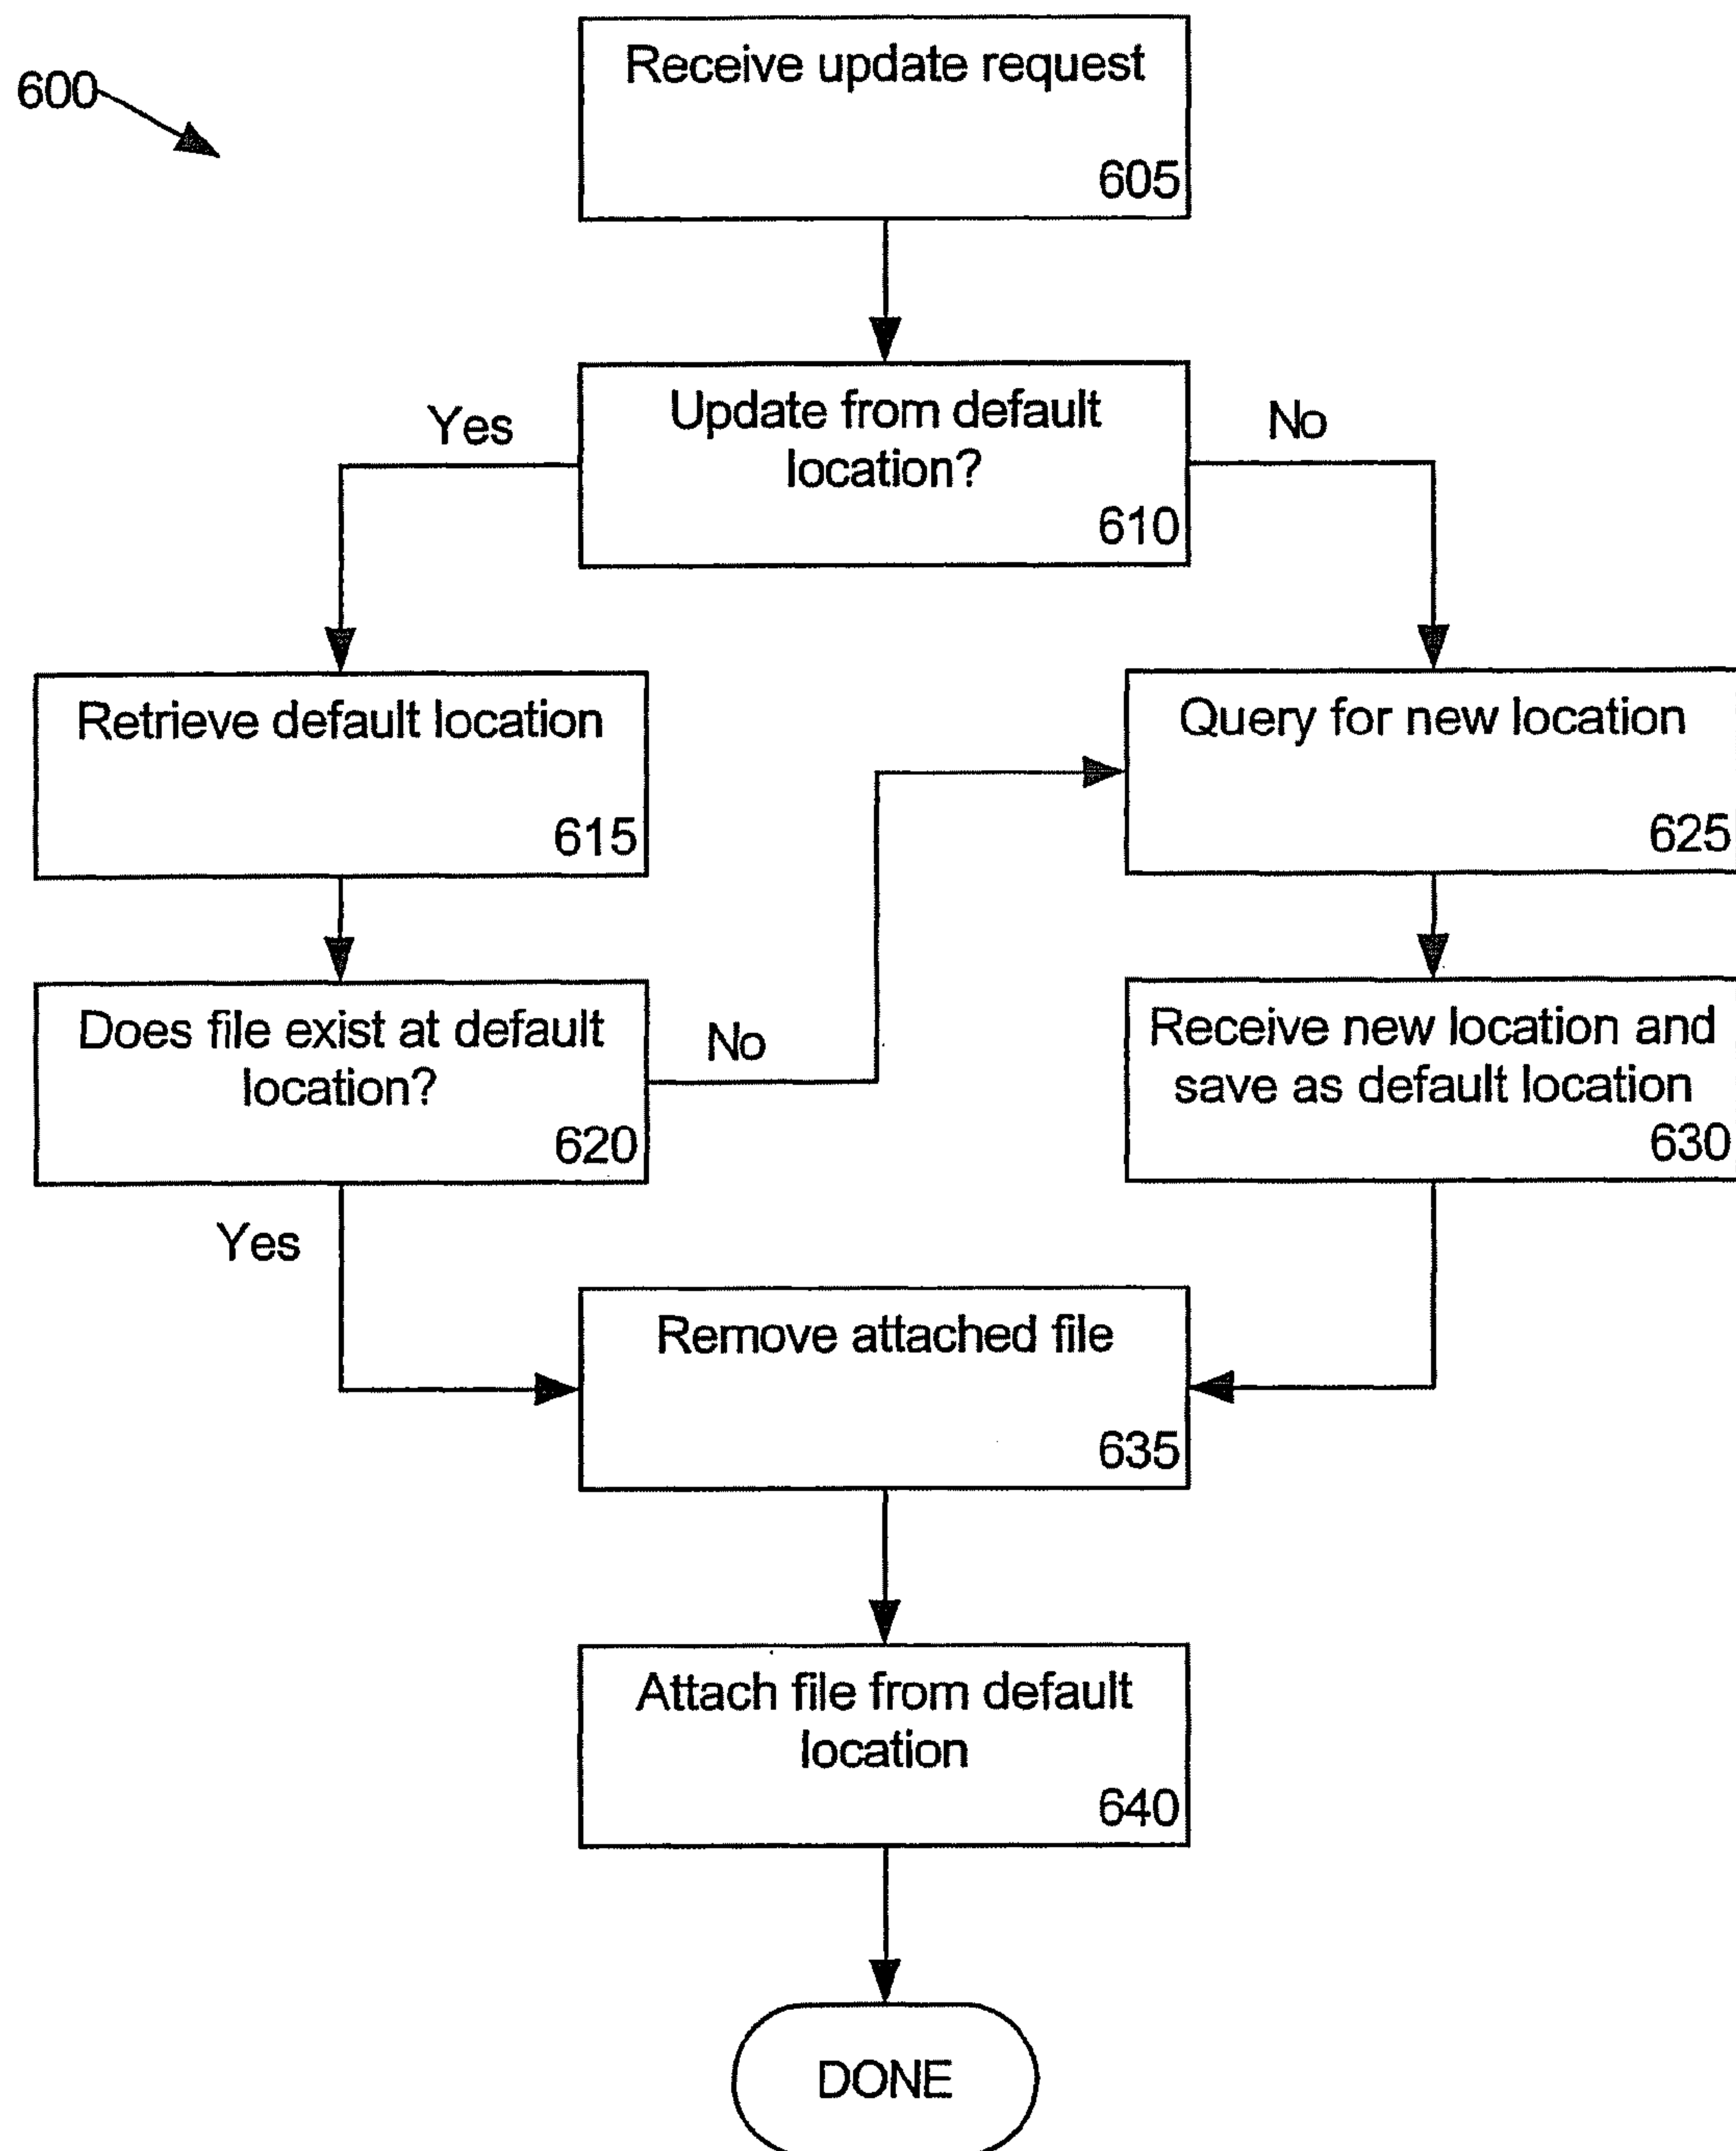 600
Receive update request
605
Update from default
location?
610
Yes
No
Retrieve default location
615
Query for new location
625
Does file exist at default
location?
620
No
Receive new location and
save as default location
630
Yes
Remove attached file
635
Attach file from default
location
640
DONE